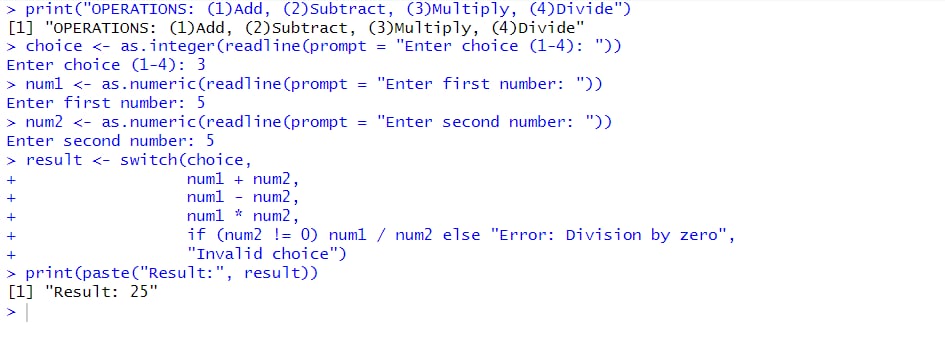 > print("OPERATIONS: (1)Add, (2)Subtract, (3)Multiply, (4)Divide")
[1] "OPERATIONS: (1)Add, (2)Subtract, (3)Multiply, (4)Divide"
> choice <- as.integer(readline(prompt = "Enter choice (1-4): "))
Enter choice (1-4): 3
> num1 <- as.numeric(readline(prompt = "Enter first number: "))
Enter first number: 5
> num2 <- as.numeric(readline(prompt = "Enter second number: "))
Enter second number: 5
> result <- switch(choice,
+                  num1 + num2,
+                  num1 - num2,
+                  num1 * num2,
+                  if (num2 != 0) num1 / num2 else "Error: Division by zero",
+                  "Invalid choice")
> print(paste("Result:", result))
[1] "Result: 25"
>